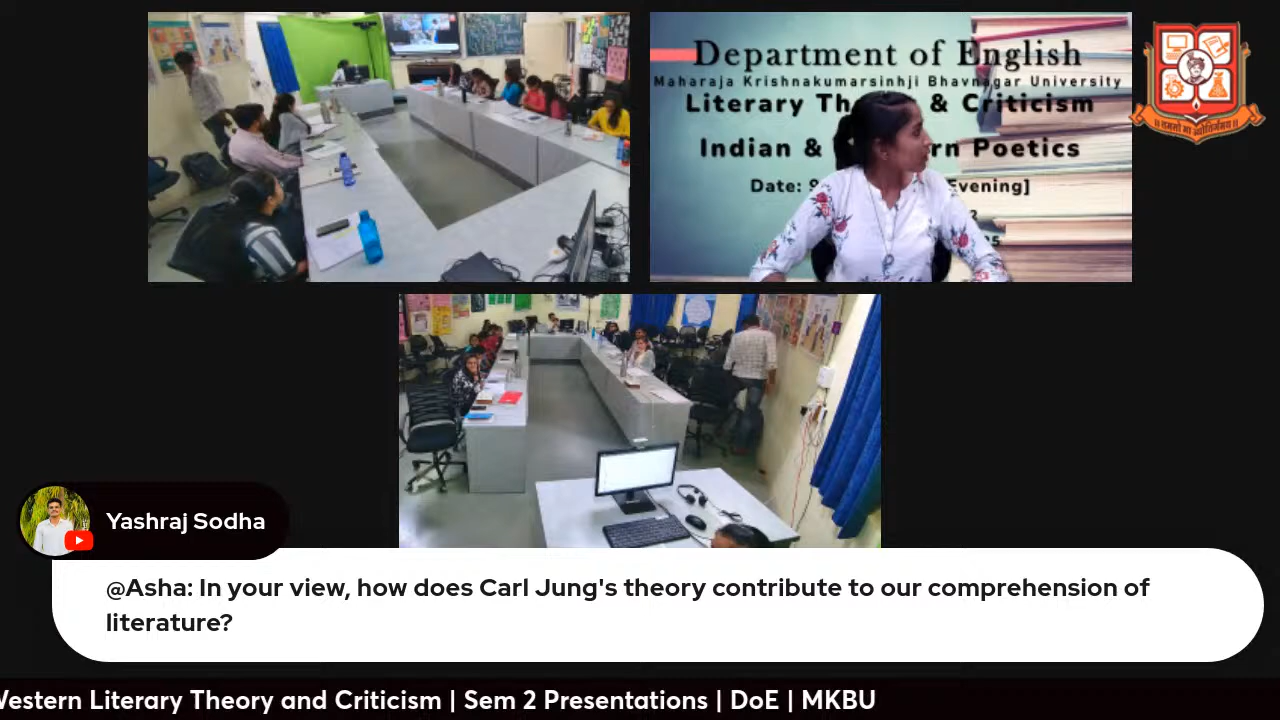 Department of English
Maharaja Krishnakumarsinhji Bhavnagar University
Literary Th & Criticism
Indian & rn Poetics
Date: Evening]
Yashraj Sodha
@Asha: In your view, how does Carl Jung's theory contribute to our comprehension of
literature?
Western Literary Theory and Criticism | Sem 2 Presentations | DoE | MKBU